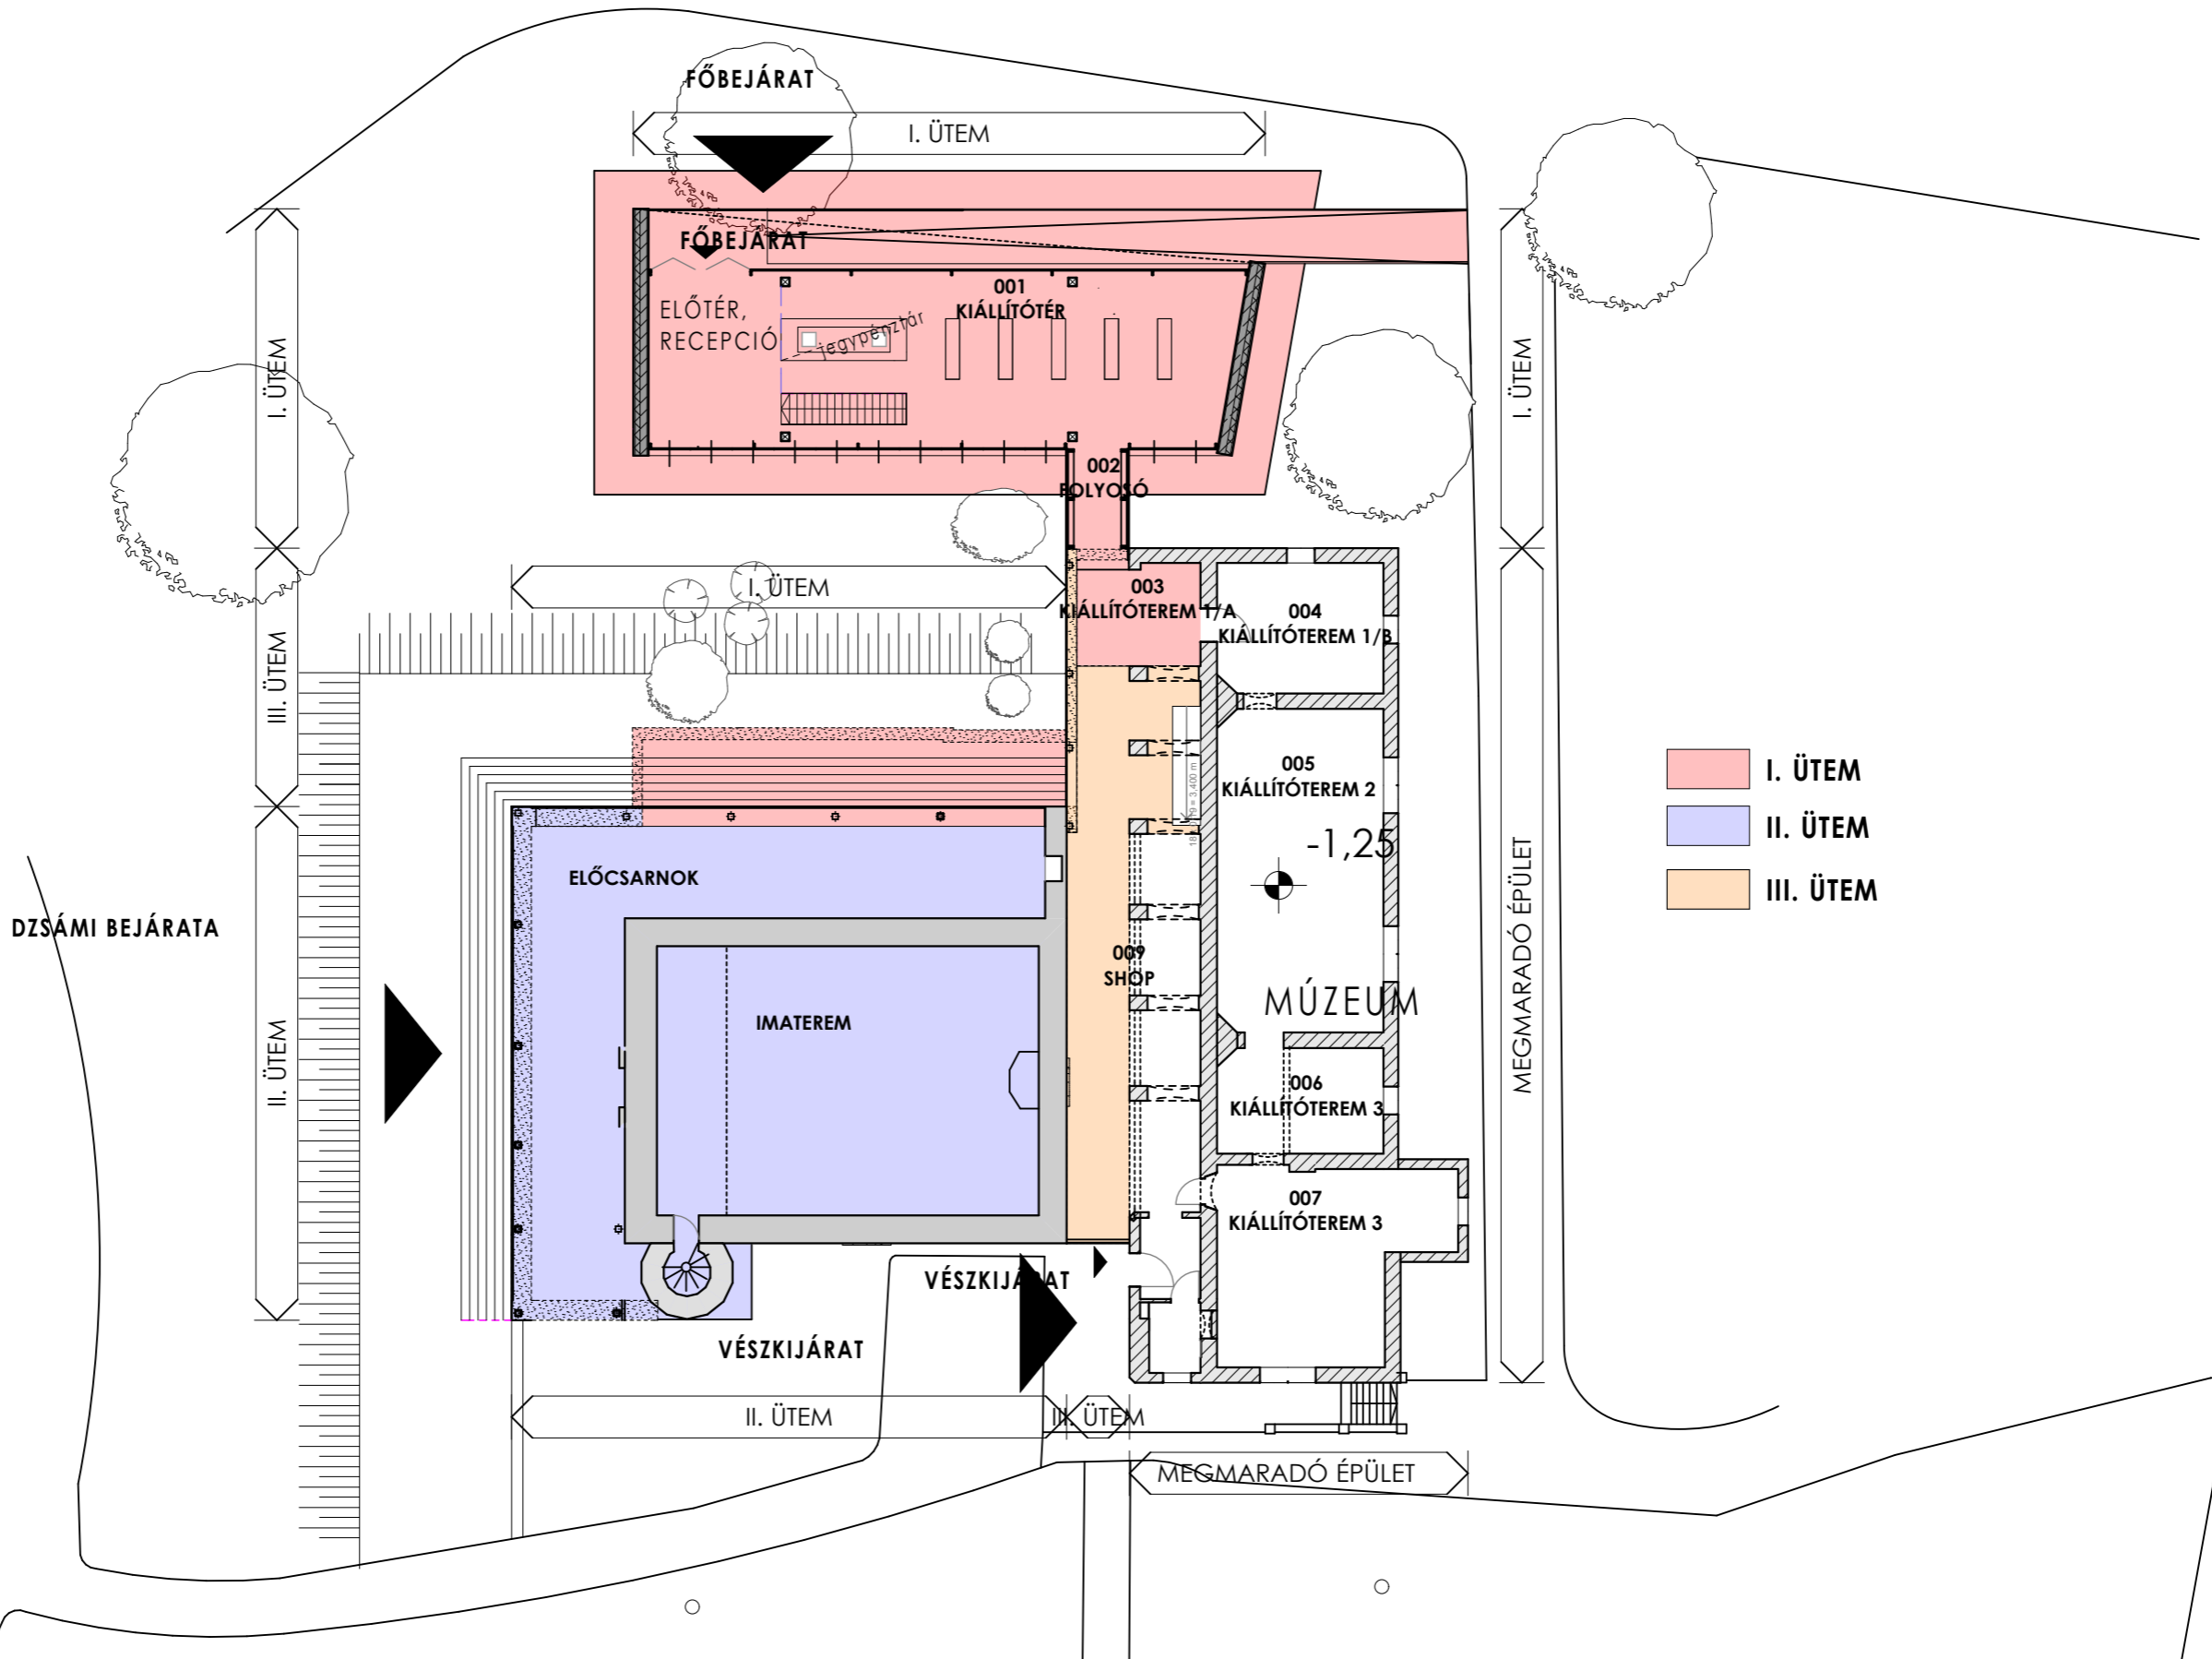 FŐBEJÁRAT
I. ÜTEM
FŐBEJÁRAT
001
KIÁLLÍTÓTÉR
ELŐTÉR,
RECEPCIÓ
jegypénztár
I. ÜTEM
I. ÜTEM
002
FOLYOSÓ
I. ÜTEM
003
KIÁLLÍTÓTEREM 1/A
004
KIÁLLÍTÓTEREM 1/B
III. ÜTEM
005
KIÁLLÍTÓTEREM 2
-1,25
I. ÜTEM
II. ÜTEM
III. ÜTEM
ELŐCSARNOK
DZSÁMI BEJÁRATA
009
SHOP
MÚZEUM
MEGMARADÓ ÉPÜLET
IMATEREM
II. ÜTEM
006
KIÁLLÍTÓTEREM 3
007
KIÁLLÍTÓTEREM 3
VÉSZKIJÁRAT
VÉSZKIJÁRAT
II. ÜTEM
III. ÜTEM
MEGMARADÓ ÉPÜLET